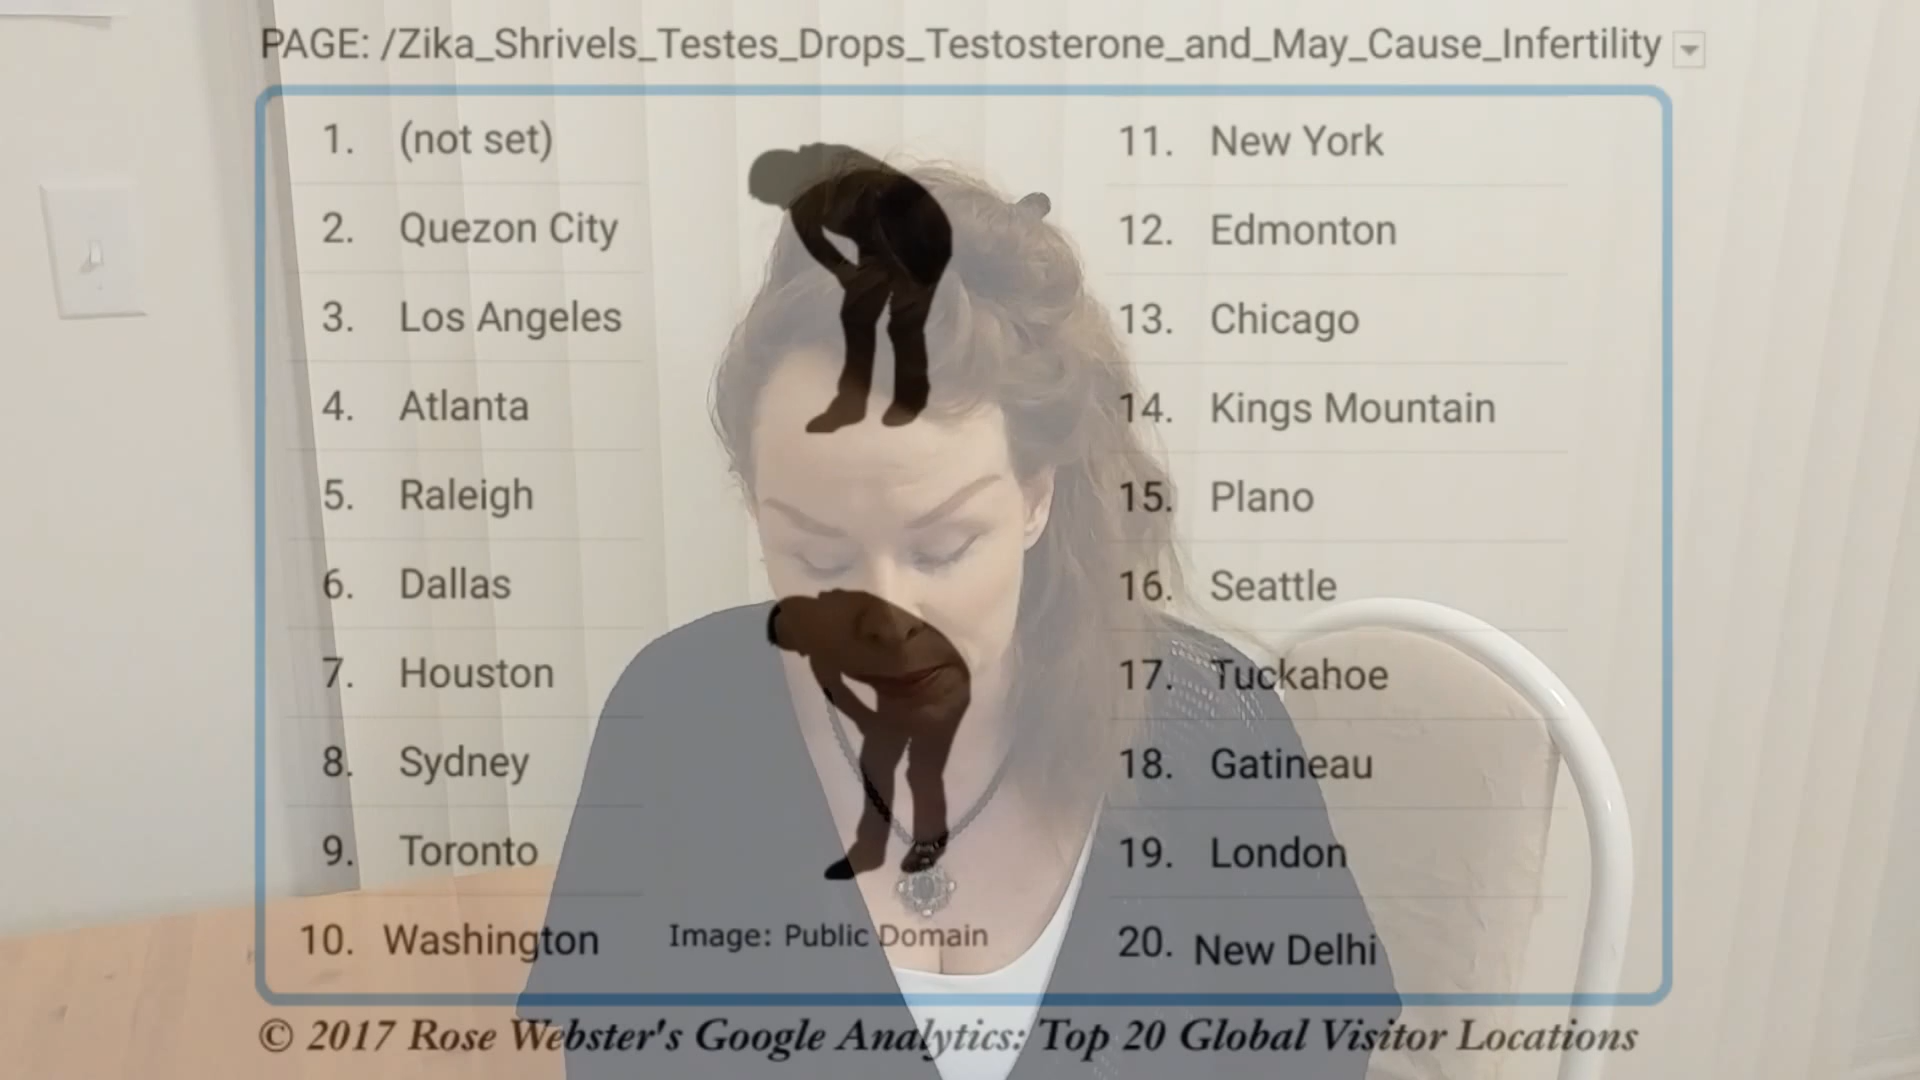 PAGE: /Zika_Shrivels_Testes_Drops_Testosterone_and_May_Cause_Infertility
1. (not set)
2. Quezon City
3. Los Angeles
4. Atlanta
5. Raleigh
6. Dallas
7. Houston
8. Sydney
9. Toronto
10. Washington
Image: Public Domain
11. New York
12. Edmonton
13. Chicago
14. Kings Mountain
15. Plano
16. Seattle
17. Tuckahoe
18. Gatineau
19. London
20. New Delhi
© 2017 Rose Webster's Google Analytics: Top 20 Global Visitor Locations